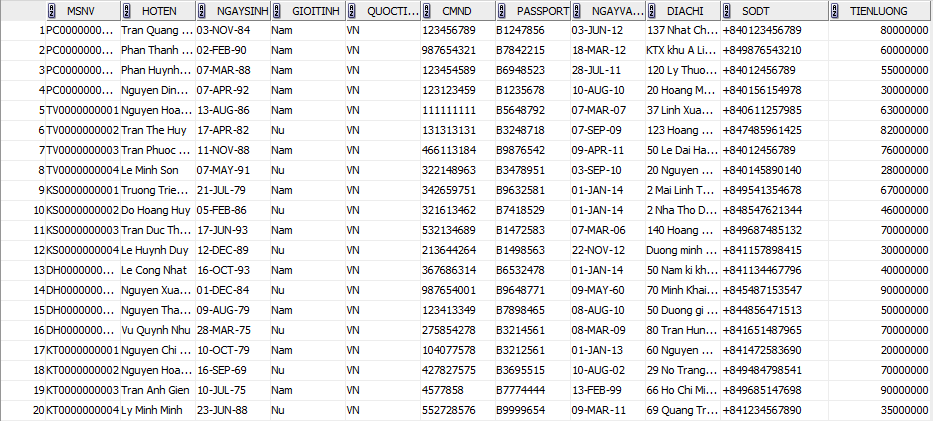 MSNV HOTEN NGAYSINH GIOITINH QUOCTI... CMND PASSPORT NGAYVA... DIACHI SODT TIENLUONG
1 PC0000000... Tran Quang ... 03-NOV-84 Nam VN 123456789 B1247856 03-JUN-12 137 Nhat Ch... +840123456789 80000000
2 PC0000000... Phan Thanh ... 02-FEB-90 Nam VN 987654321 B7842215 18-MAR-12 KTX khu A Li... +849876543210 60000000
3 PC0000000... Phan Huynh... 07-MAR-88 Nam VN 123454589 B6948523 28-JUL-11 120 Ly Thuo... +84012456789 55000000
4 PC0000000... Nguyen Din... 07-APR-92 Nam VN 123123459 B1235678 10-AUG-10 20 Hoang M... +840156154978 30000000
5 TV0000000001 Nguyen Hoa... 13-AUG-86 Nam VN 111111111 B5648792 07-MAR-07 37 Linh Xua... +840611257985 63000000
6 TV0000000002 Tran The Huy 17-APR-82 Nu VN 131313131 B3248718 07-SEP-09 123 Hoang ... +847485961425 82000000
7 TV0000000003 Tran Phuoc ... 11-NOV-88 Nam VN 466113184 B9876542 09-APR-11 50 Le Dai Ha... +84012456789 76000000
8 TV0000000004 Le Minh Son 07-MAY-91 Nu VN 322148963 B3478951 03-SEP-10 20 Nguyen ... +840145890140 28000000
9 KS0000000001 Truong Trie... 21-JUL-79 Nam VN 342659751 B9632581 01-JAN-14 2 Mai Linh T... +849541354678 67000000
10 KS0000000002 Do Hoang Huy 05-FEB-86 Nu VN 321613462 B7418529 01-JAN-14 2 Nha Tho D... +848547621344 46000000
11 KS0000000003 Tran Duc Th... 17-JUN-93 Nam VN 532134689 B1472583 07-MAR-06 140 Hoang ... +849687485132 70000000
12 KS0000000004 Le Huynh Duy 12-DEC-89 Nu VN 213644264 B1498563 22-NOV-12 Duong minh ... +841157898415 30000000
13 DH0000000... Le Cong Nhat 16-OCT-93 Nam VN 367686314 B6532478 01-JAN-14 50 Nam ki kh... +841134467796 40000000
14 DH0000000... Nguyen Xua... 01-DEC-84 Nu VN 987654001 B9648771 09-MAY-60 70 Minh Khai... +845487153547 90000000
15 DH0000000... Nguyen Tha... 09-AUG-79 Nam VN 123413349 B7898465 08-AUG-10 50 Duong gi ... +844856471513 50000000
16 DH0000000... Vu Quynh Nhu 28-MAR-75 Nu VN 275854278 B3214561 08-MAR-09 80 Tran Hun... +841651487965 70000000
17 KT0000000001 Nguyen Chi ... 10-OCT-79 Nam VN 104077578 B3212561 01-JAN-13 60 Nguyen ... +841472583690 20000000
18 KT0000000002 Nguyen Hoa... 16-SEP-69 Nu VN 427827575 B3695515 10-AUG-02 29 No Trang... +849484798541 70000000
19 KT0000000003 Tran Anh Gien 10-JUL-75 Nam VN 4577858 B7774444 13-FEB-99 66 Ho Chi Mi... +849685147698 90000000
20 KT0000000004 Ly Minh Minh 23-JUN-88 Nu VN 552728576 B9999654 09-MAR-11 69 Quang Tr... +841234567890 35000000